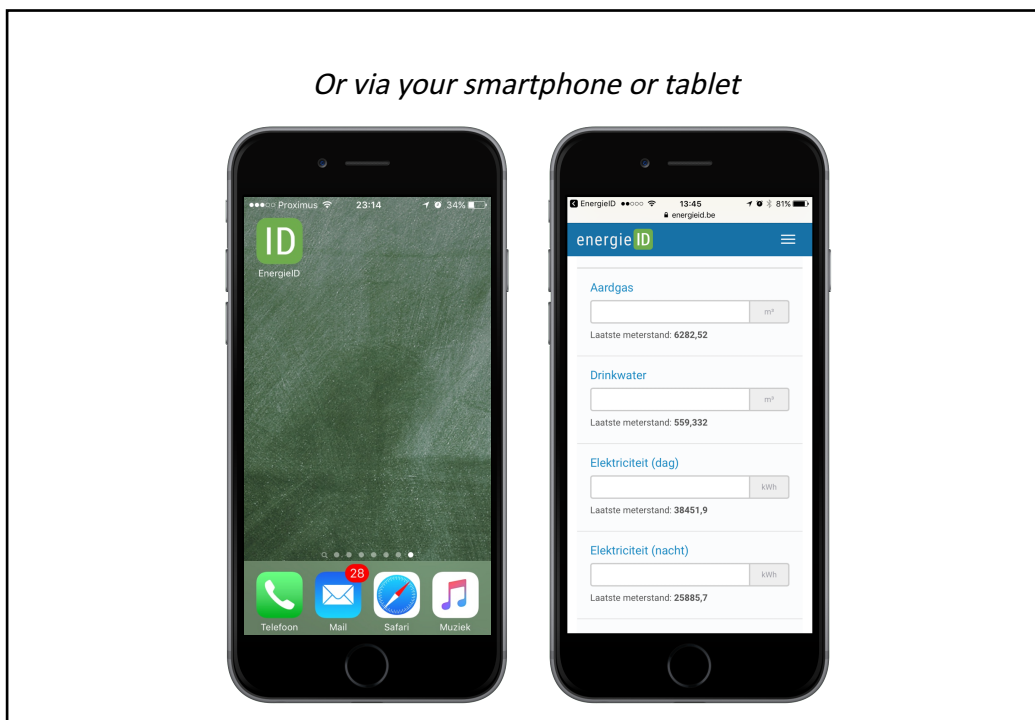 Or via your smartphone or tablet
Proximus 23:14 34%
ID
EnergieID
28
Telefoon Mail Safari Muziek
EnergieID 13:45 81%
energieid.be
energie ID
Aardgas
m³
Laatste meterstand: 6282,52
Drinkwater
m³
Laatste meterstand: 559,332
Elektriciteit (dag)
kWh
Laatste meterstand: 38451,9
Elektriciteit (nacht)
kWh
Laatste meterstand: 25885,7